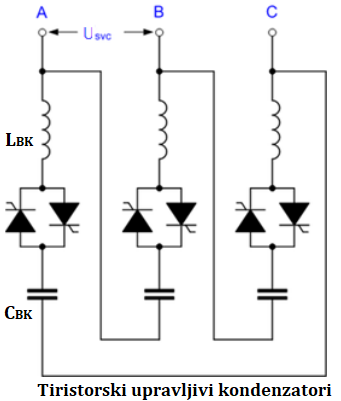 A B C
Usvc
LBK
CBK
Tiristorski upravljivi kondenzatori